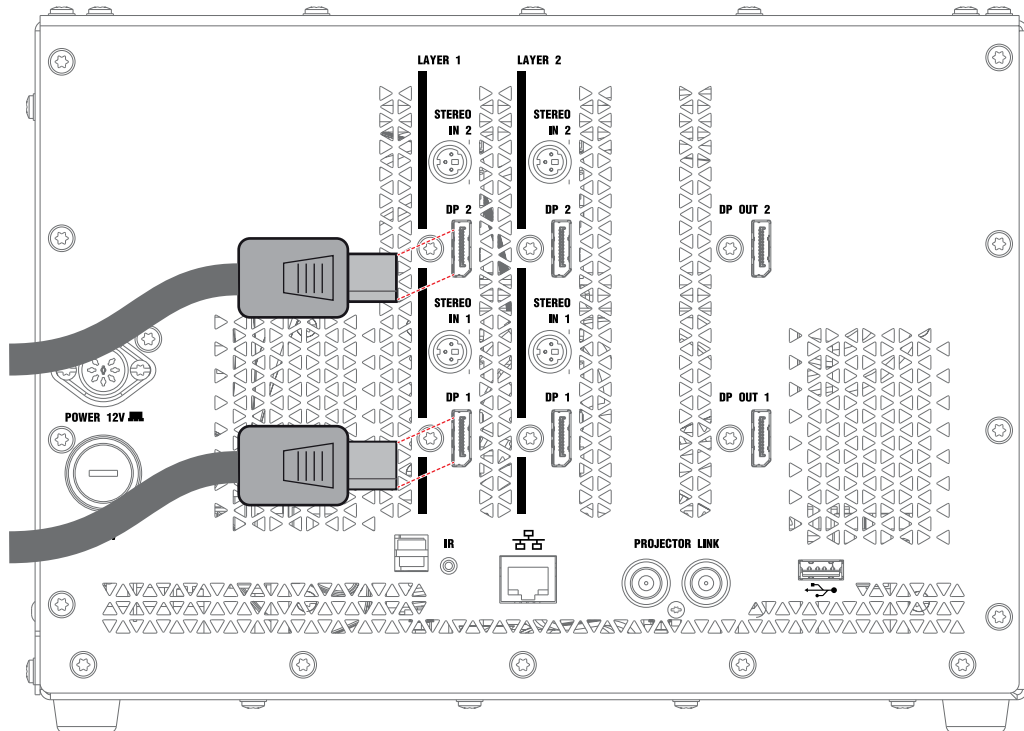 LAYER 1
LAYER 2
STEREO
IN 2
STEREO
IN 2
DP 2
DP 2
DP OUT 2
STEREO
IN 1
STEREO
IN 1
DP 1
DP 1
DP OUT 1
POWER 12V
IR
PROJECTOR LINK